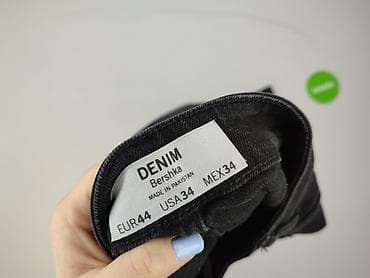 DENIM
Bershka
MADE IN PAKISTAN
EUR44 USA34 MEX34